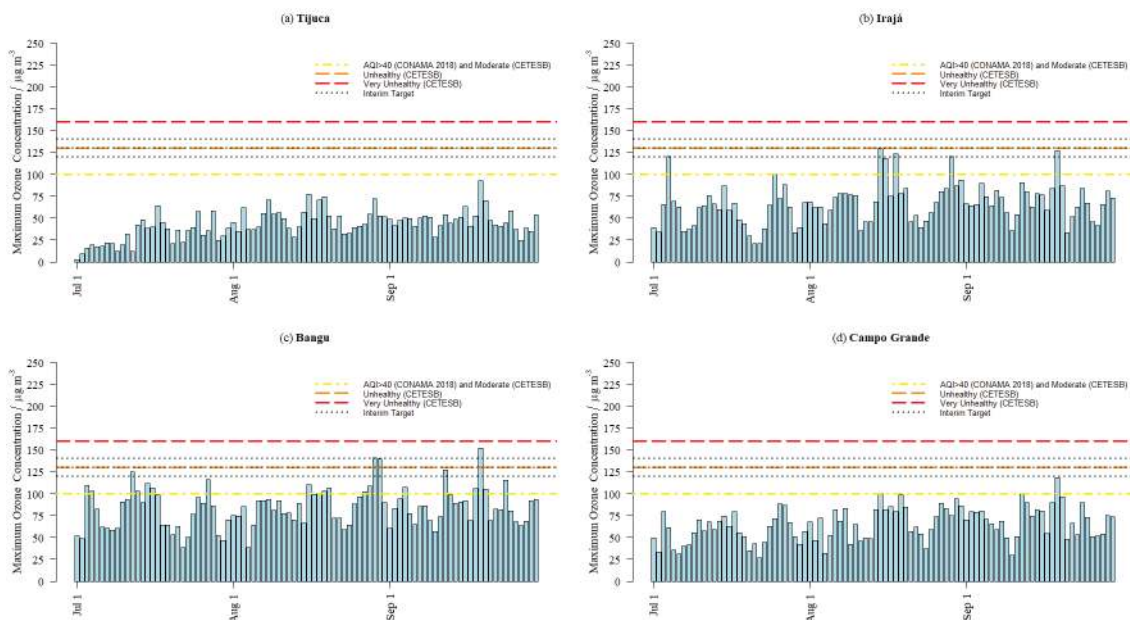 (a) Tijuca
Maximum Ozone Concentration / µg m-3
250
225
200
175
150
125
100
75
50
25
0
AQI>40 (CONAMA 2018) and Moderate (CETESB)
Unhealthy (CETESB)
Very Unhealthy (CETESB)
Interim Target
Jul 1
Aug 1
Sep 1
(b) Irajá
Maximum Ozone Concentration / µg m-3
250
225
200
175
150
125
100
75
50
25
0
AQI>40 (CONAMA 2018) and Moderate (CETESB)
Unhealthy (CETESB)
Very Unhealthy (CETESB)
Interim Target
Jul 1
Aug 1
Sep 1
(c) Bangu
Maximum Ozone Concentration / µg m-3
250
225
200
175
150
125
100
75
50
25
0
AQI>40 (CONAMA 2018) and Moderate (CETESB)
Unhealthy (CETESB)
Very Unhealthy (CETESB)
Interim Target
Jul 1
Aug 1
Sep 1
(d) Campo Grande
Maximum Ozone Concentration / µg m-3
250
225
200
175
150
125
100
75
50
25
0
AQI>40 (CONAMA 2018) and Moderate (CETESB)
Unhealthy (CETESB)
Very Unhealthy (CETESB)
Interim Target
Jul 1
Aug 1
Sep 1